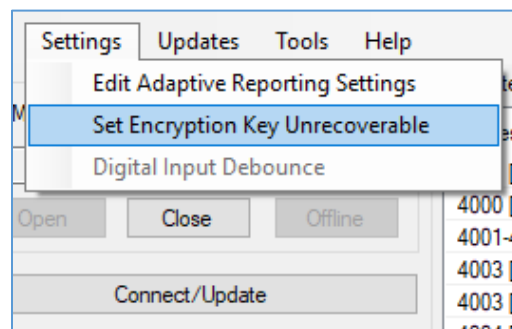 Settings Updates Tools Help
Edit Adaptive Reporting Settings
Set Encryption Key Unrecoverable
Digital Input Debounce
4000 [
Open Close Offline
4001-4
4003 [
Connect/Update
4003 [